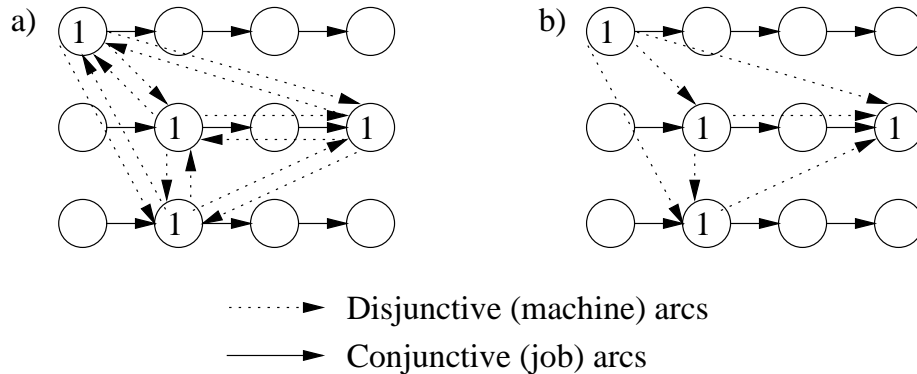 a) 1 b) 1
1 1 1 1
1 1
Disjunctive (machine) arcs
Conjunctive (job) arcs